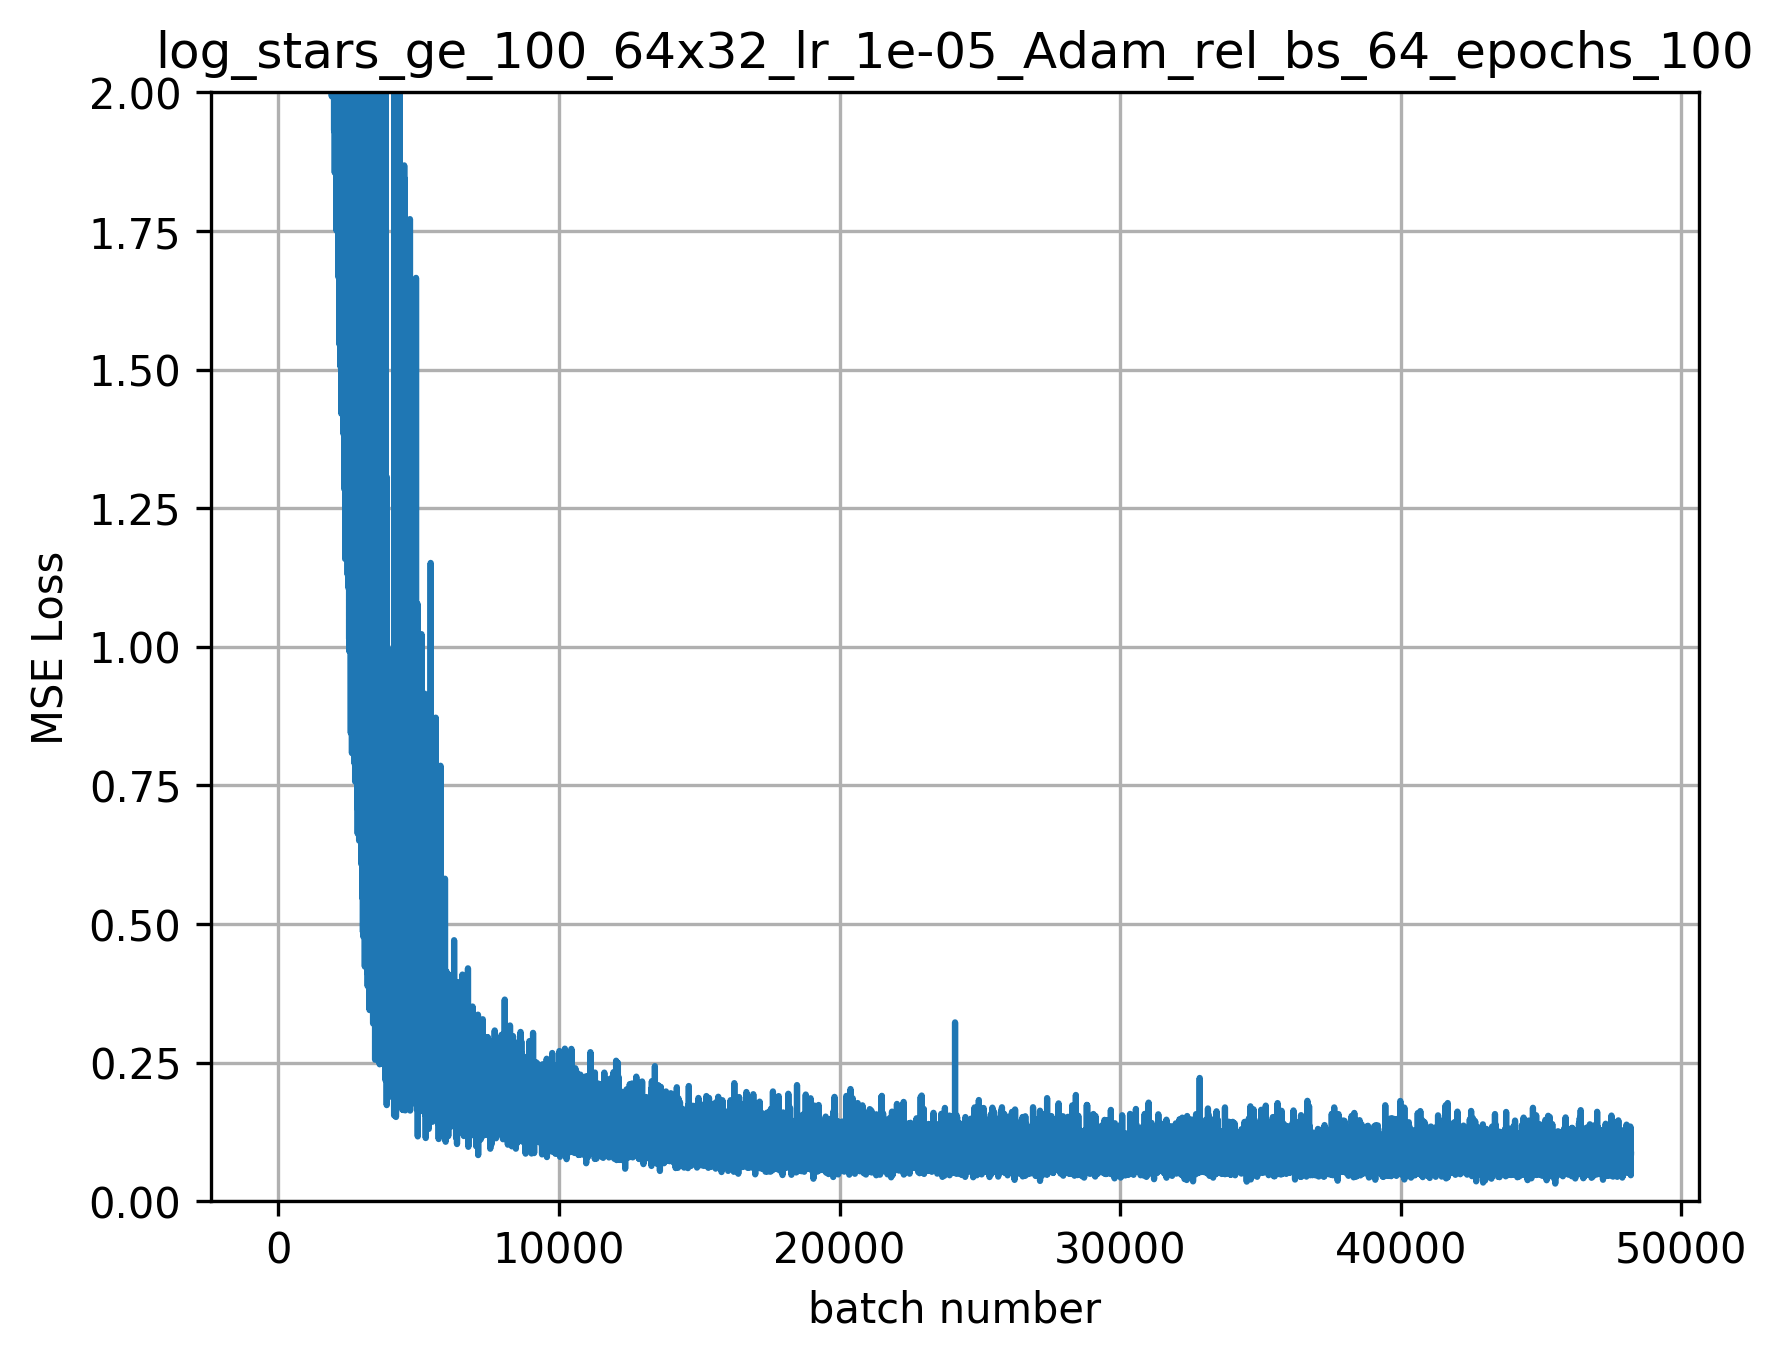 log_stars_ge_100_64x32_lr_1e-05_Adam_rel_bs_64_epochs_100
2.00
1.75
1.50
1.25
1.00
0.75
0.50
0.25
0.00
MSE Loss
0 10000 20000 30000 40000 50000
batch number